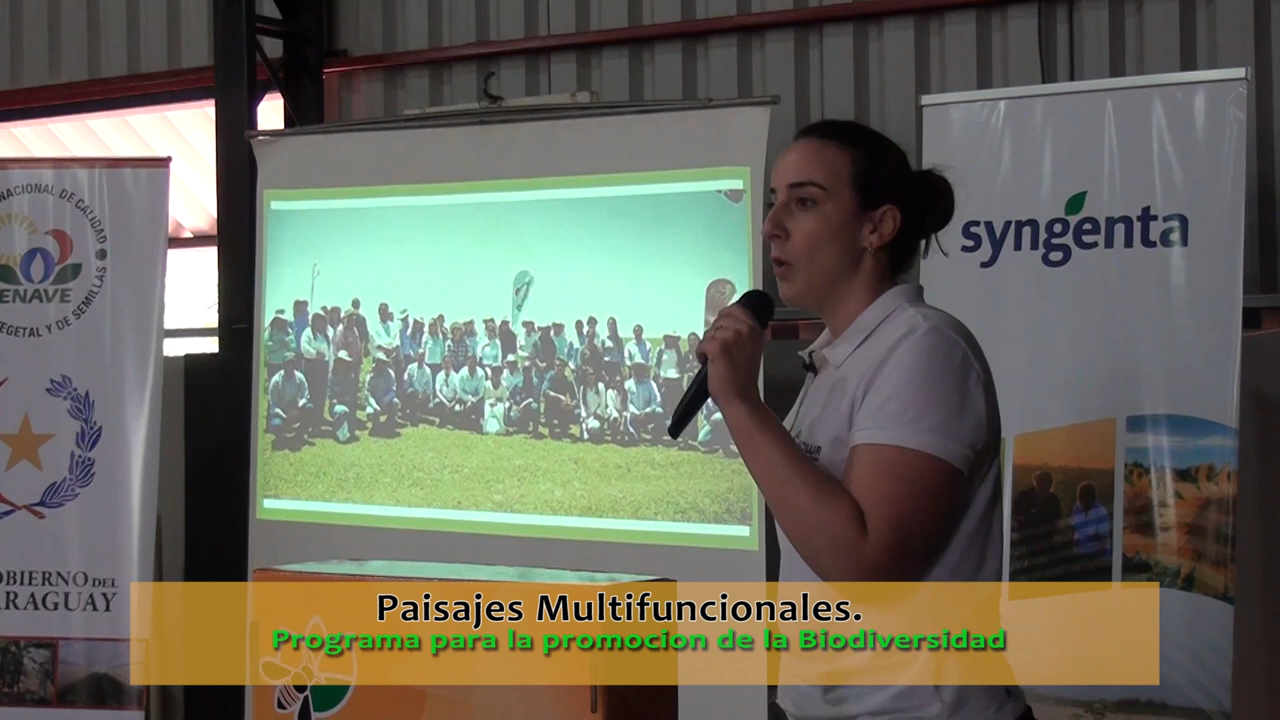 NACIONAL DE CALIDAD
ENAVE
VEGETAL Y DE SEMILLAS
OBIERNO DEL
ARAGUAY
syngenta
Paisajes Multifuncionales.
Programa para la promocion de la Biodiversidad